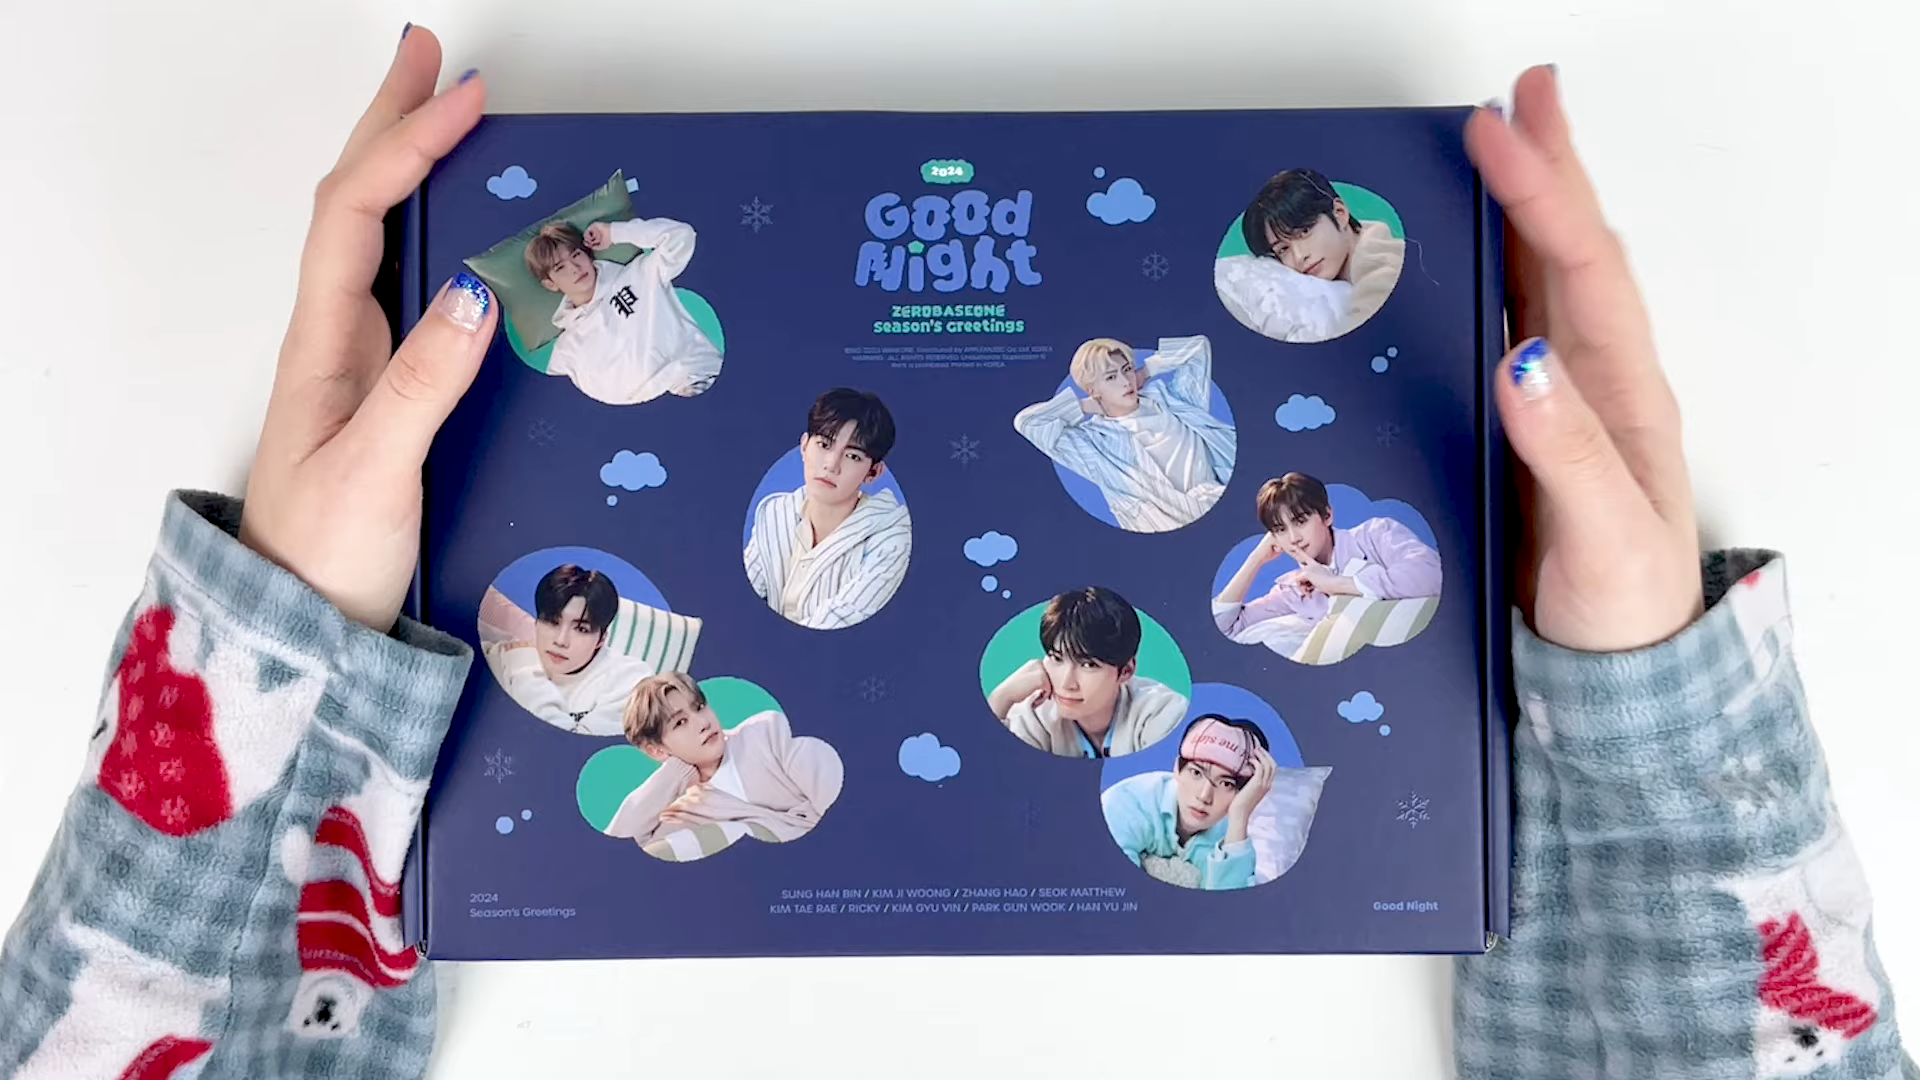 2024
Good
Night
ZEROBASEONE
season's Greetings
SUNG HAN BIN / KIM JI WOONG / ZHANG HAO / SEOK MATTHEW
KIM TAE RAE / RICKY / KIM GYU VIN / PARK GUN WOOK / HAN YU JIN
2024
Season's Greetings
Good Night